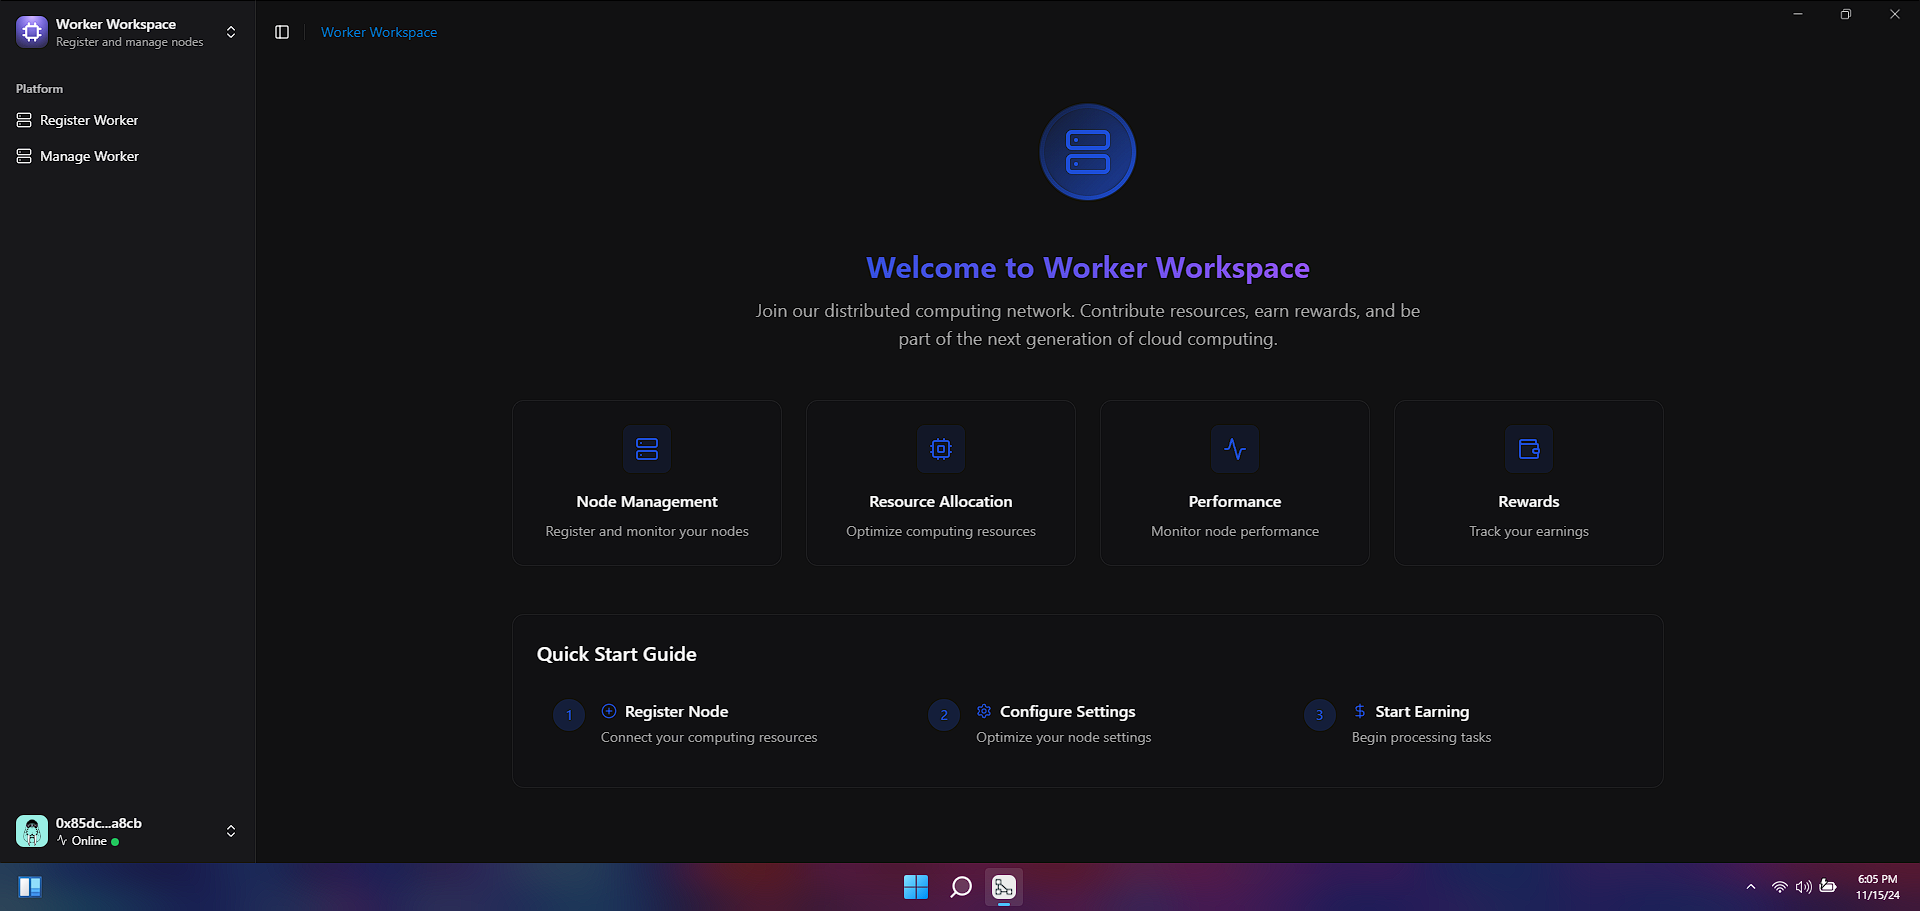 Worker Workspace
Register and manage nodes
Platform
Register Worker
Manage Worker
0x85dc...a8cb
Online
Worker Workspace
Welcome to Worker Workspace
Join our distributed computing network. Contribute resources, earn rewards, and be
part of the next generation of cloud computing.
Node Management
Register and monitor your nodes
Resource Allocation
Optimize computing resources
Performance
Monitor node performance
Rewards
Track your earnings
Quick Start Guide
1
Register Node
Connect your computing resources
2
Configure Settings
Optimize your node settings
3
Start Earning
Begin processing tasks
6:05 PM
11/15/24